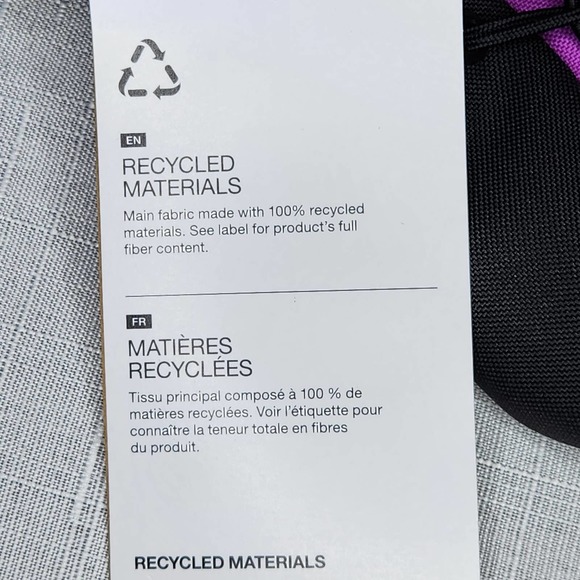 EN
RECYCLED
MATERIALS
Main fabric made with 100% recycled
materials. See label for product's full
fiber content.
FR
MATIÈRES
RECYCLÉES
Tissu principal composé à 100 % de
matières recyclées. Voir l'étiquette pour
connaître la teneur totale en fibres
du produit.
RECYCLED MATERIALS